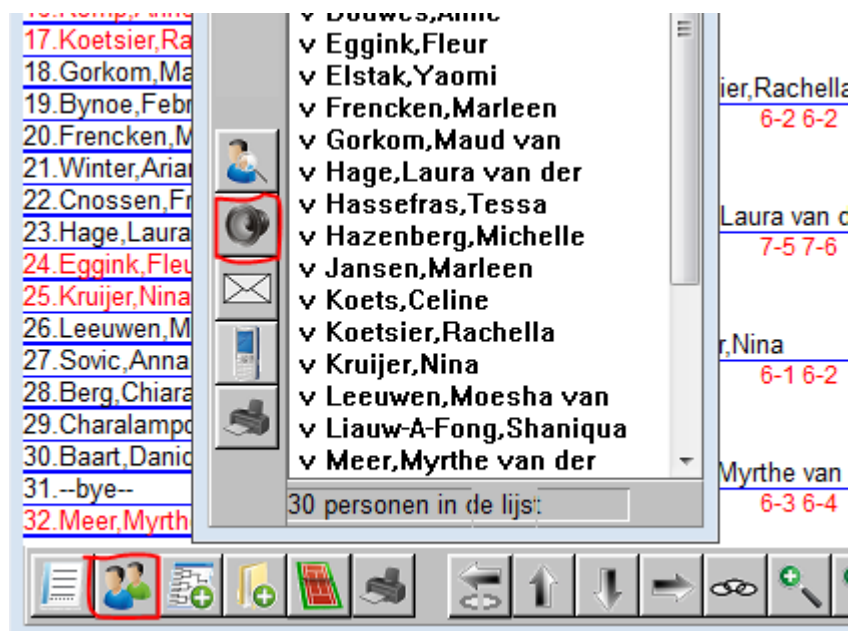 17.Koetsier,Ra
18.Gorkom,Ma
19.Bynoe,Febr
20.Frencken,M
21.Winter,Arian
22.Cnossen,Fr
23.Hage,Laura
24.Eggink,Fleu
25.Kruijer,Nina
26.Leeuwen,M
27.Sovic,Anna
28.Berg,Chiara
29.Charalampo
30.Baart,Danic
31.--bye--
32.Meer,Myrth
v Douwes,Annie
v Eggink,Fleur
v Elstak,Yaomi
v Frencken,Marleen
v Gorkom,Maud van
v Hage,Laura van der
v Hassefras,Tessa
v Hazenberg,Michelle
v Jansen,Marleen
v Koets,Celine
v Koetsier,Rachella
v Kruijer,Nina
v Leeuwen,Moesha van
v Liauw-A-Fong,Shaniqua
v Meer,Myrthe van der
30 personen in de lijst
ier,Rachella
6-2 6-2
Laura van d
7-5 7-6
r,Nina
6-1 6-2
Myrthe van
6-3 6-4